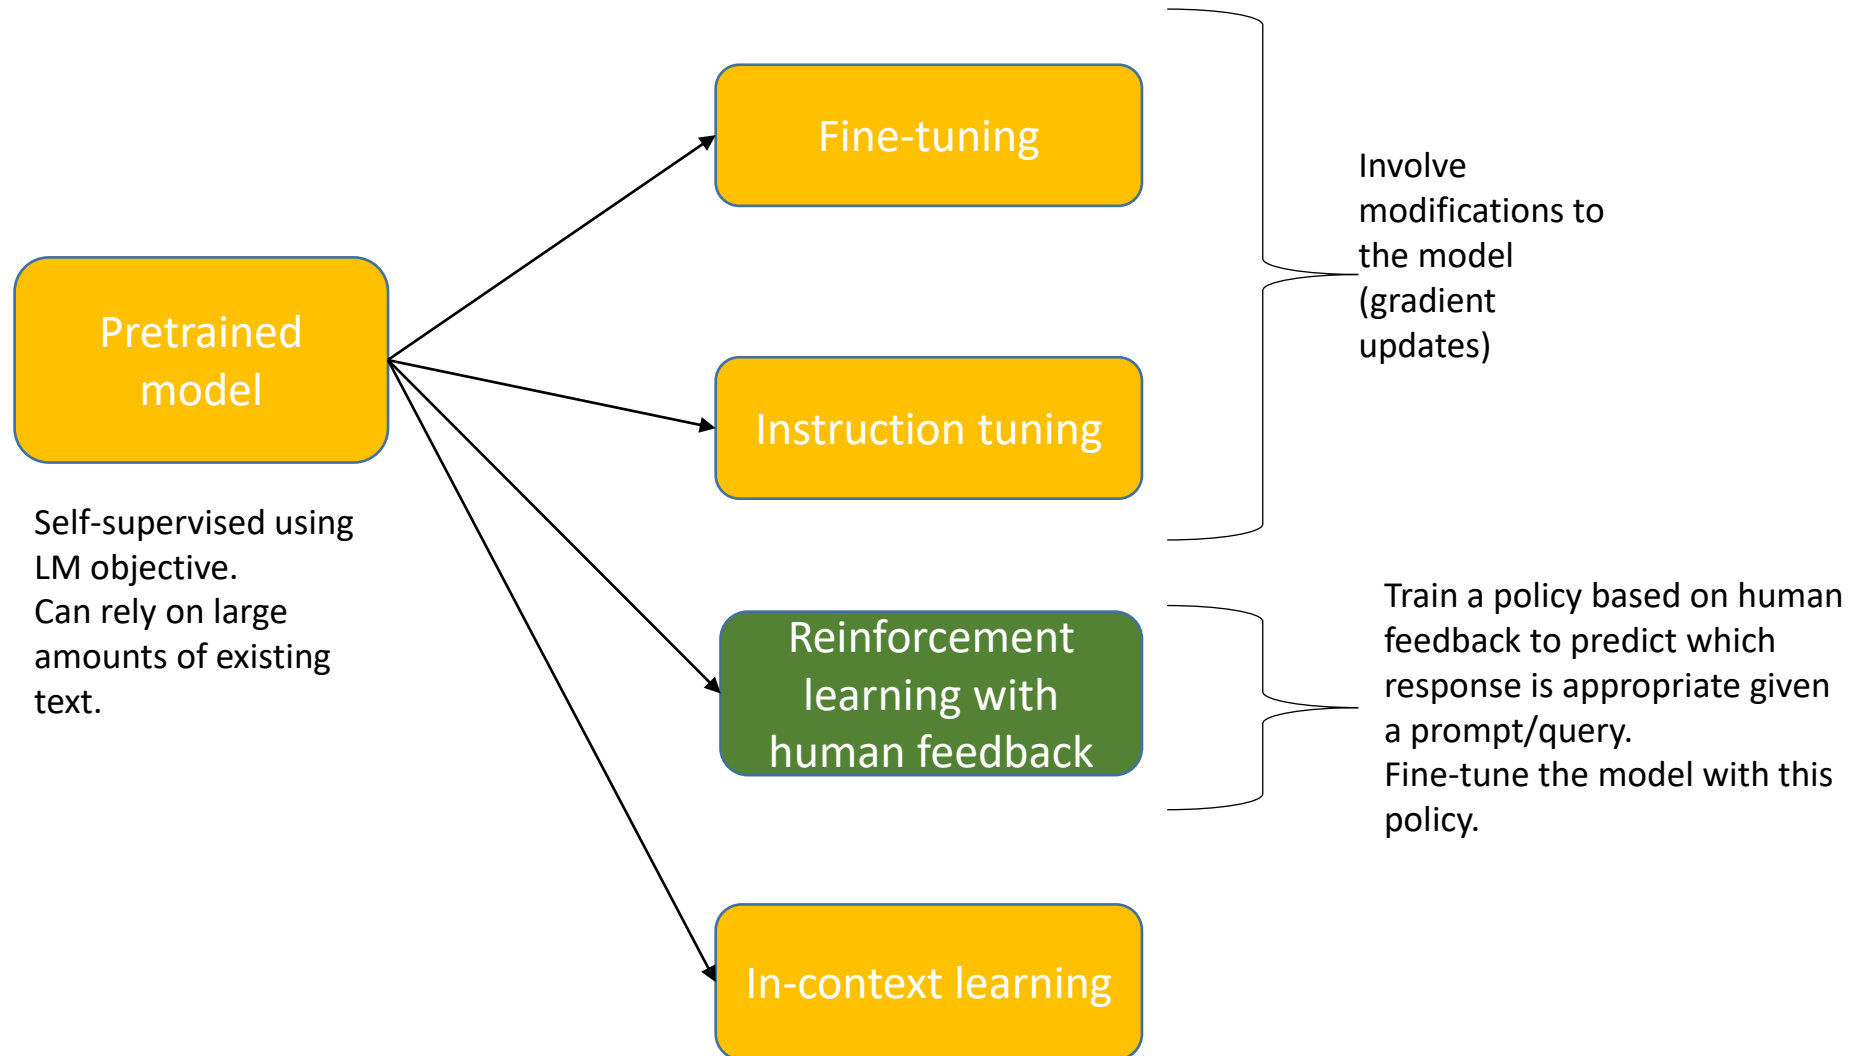 Fine-tuning
Involve
modifications to
the model
(gradient
updates)
Pretrained
model
Instruction tuning
Self-supervised using
LM objective.
Can rely on large
amounts of existing
text.
Reinforcement
learning with
human feedback
Train a policy based on human
feedback to predict which
response is appropriate given
a prompt/query.
Fine-tune the model with this
policy.
In-context learning